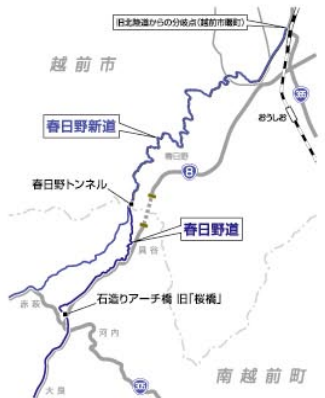 旧北陸道からの分岐点(越前市曙町)
越前市
365
おうしお
春日野新道
春日野
8
春日野トンネル
春日野道
具谷
赤萩
石造りアーチ橋 旧「桜橋」
河内
南越前町
305
大良